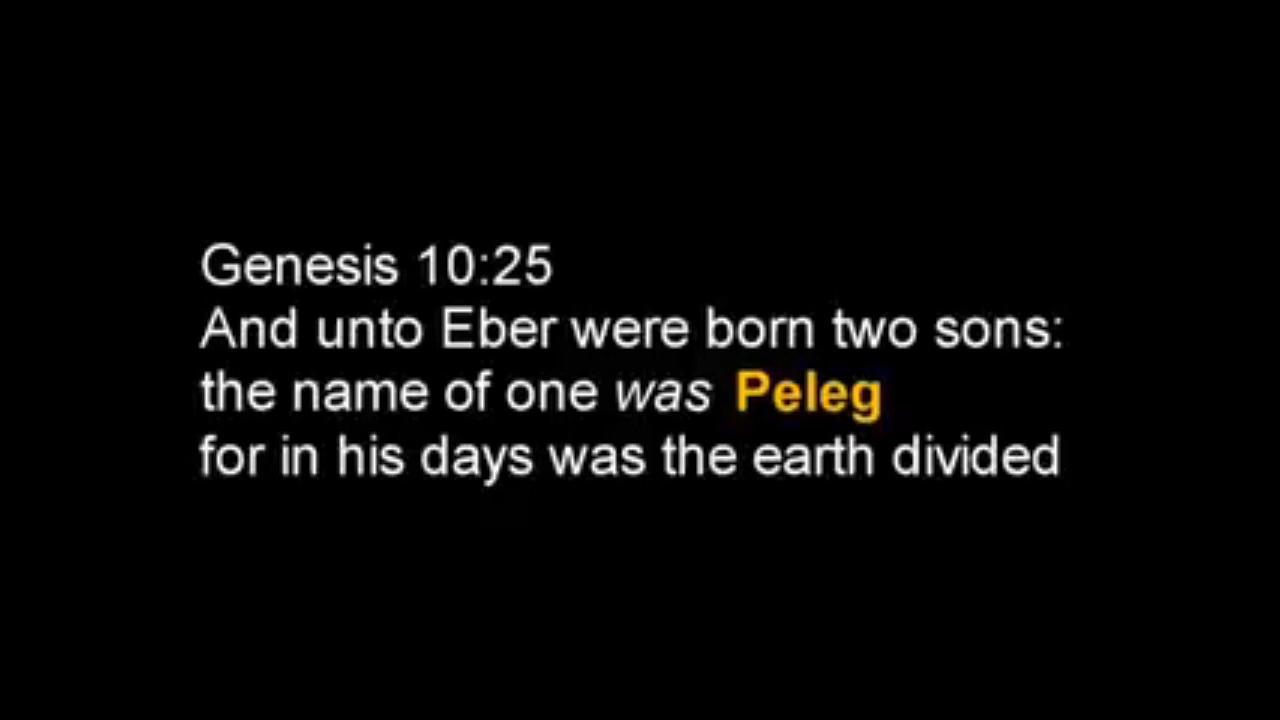 Genesis 10:25
And unto Eber were born two sons:
the name of one was Peleg
for in his days was the earth divided